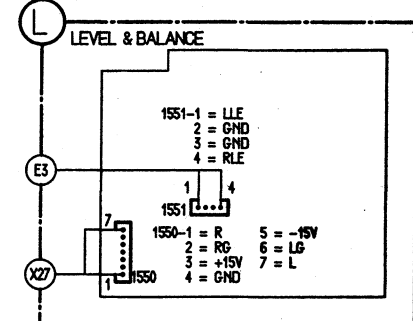 L
LEVEL & BALANCE
1551-1 = LLE
2 = GND
3 = GND
4 = RLE
E3
1 4
1551
7
1550-1 = R 5 = -15V
2 = RG 6 = LG
3 = +15V 7 = L
4 = GND
X27
1
1550